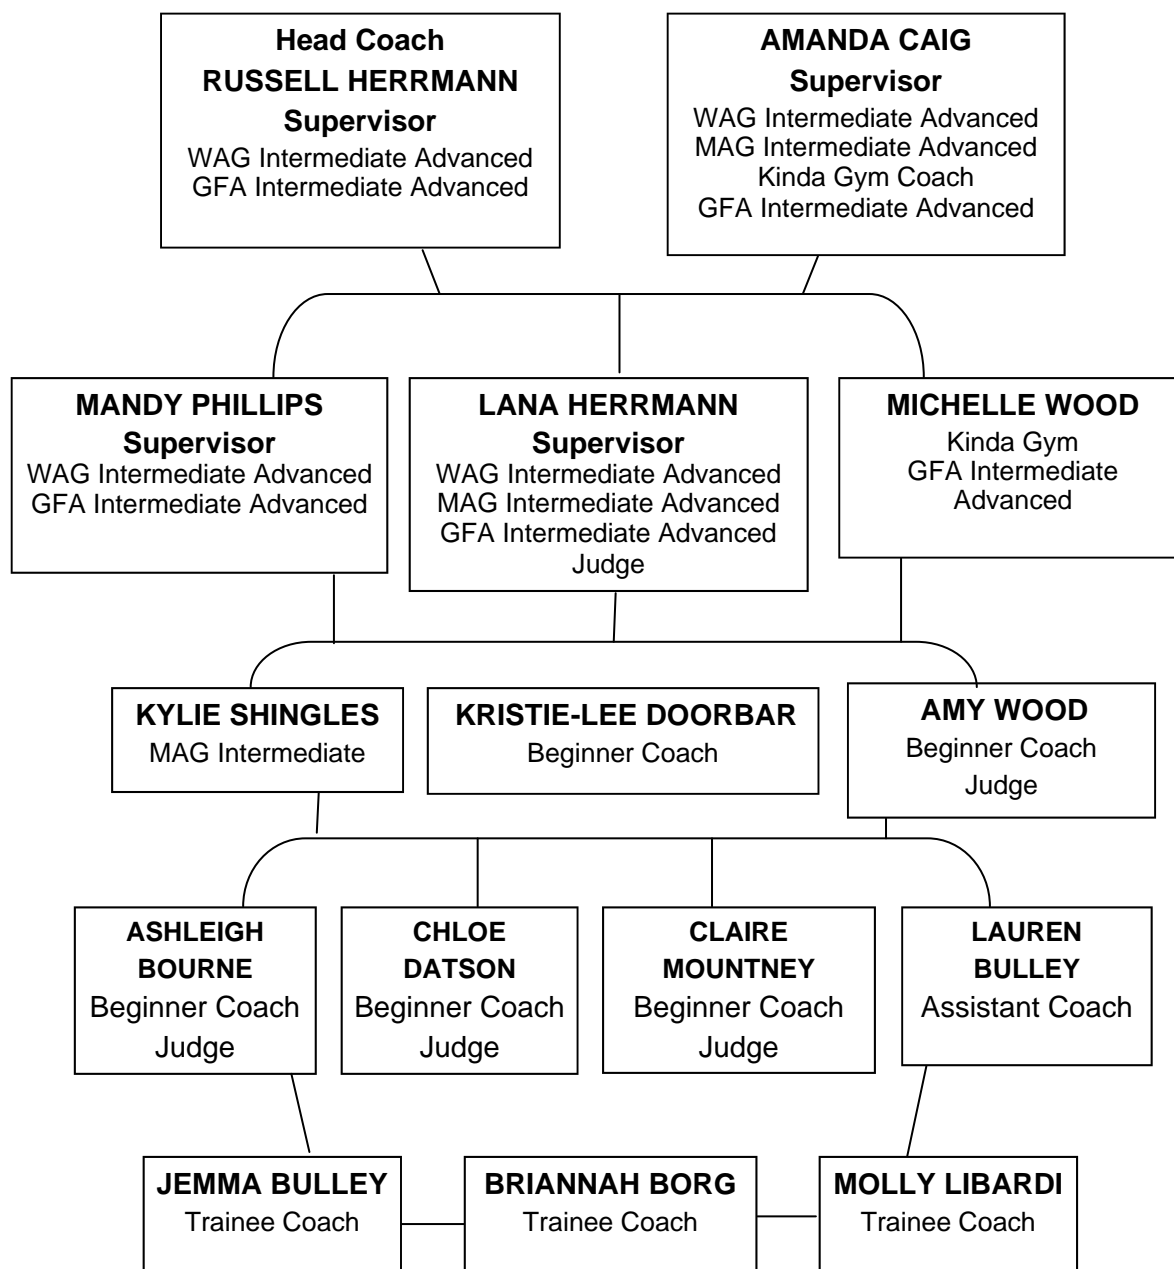 Head Coach
RUSSELL HERRMANN
Supervisor
WAG Intermediate Advanced
GFA Intermediate Advanced
AMANDA CAIG
Supervisor
WAG Intermediate Advanced
MAG Intermediate Advanced
Kinda Gym Coach
GFA Intermediate Advanced
MANDY PHILLIPS
Supervisor
WAG Intermediate Advanced
GFA Intermediate Advanced
LANA HERRMANN
Supervisor
WAG Intermediate Advanced
MAG Intermediate Advanced
GFA Intermediate Advanced
Judge
MICHELLE WOOD
Kinda Gym
GFA Intermediate
Advanced
KYLIE SHINGLES
MAG Intermediate
KRISTIE-LEE DOORBAR
Beginner Coach
AMY WOOD
Beginner Coach
Judge
ASHLEIGH
BOURNE
Beginner Coach
Judge
CHLOE
DATSON
Beginner Coach
Judge
CLAIRE
MOUNTNEY
Beginner Coach
Judge
LAUREN
BULLEY
Assistant Coach
JEMMA BULLEY
Trainee Coach
BRIANNAH BORG
Trainee Coach
MOLLY LIBARDI
Trainee Coach